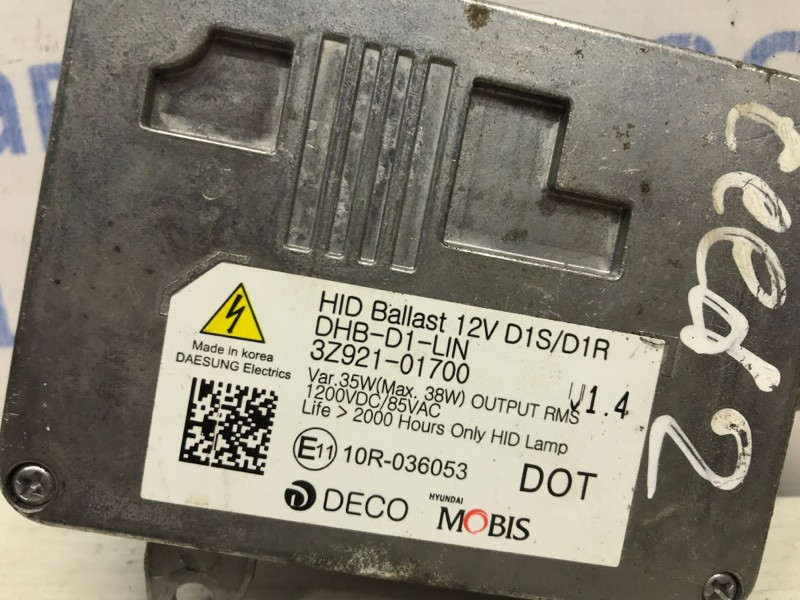 HID Ballast 12V D1S/D1R
DHB-D1-LIN
3Z921-01700
Made in korea
DAESUNG Electrics
Var.35W(Max. 38W) OUTPUT RMS
V1.4
1200VDC/85VAC
Life > 2000 Hours Only HID Lamp
E11 10R-036053
DOT
DECO
HYUNDAI
MOBIS
ceed 2